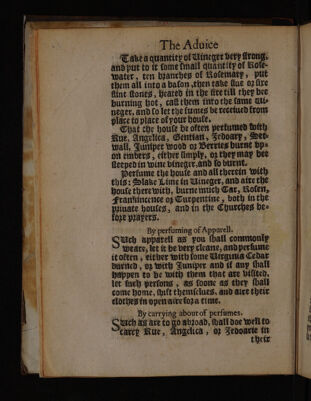 The Aduice
Take a quantity of Uineger very strong,
and put to it some small quantity of Rose-
water, ten branches of Rosemary, put
them all into a bason, then take fiue or sixe
flint stones, heated in the fire till they bee
burning hot, cast them into the same ui-
neger, and so let the fumes be receiued from
place to place of your house.
That the house be often perfumed with
Rue, Angelica, Gentian, Zedoary, Set-
wall, Juniper wood or Berries burnt vp-
on embers, either simply, or they may bee
steeped in wine vineger, and so burnt.
Perfume the house and all therein with
this: Slake Lime in Uineger, and aire the
house therewith, burne much Tar, Rosen,
Frankincence or Turpentine, both in the
priuate houses, and in the Churches be-
fore prayers.
By perfuming of Apparell.
SUch apparell as you shall commonly
weare, let it be very cleane, and perfume
it often, either with some Uirginia Cedar
burned, or with Juniper and if any shall
happen to be with them that are visited,
let such persons, as soone as they shall
come home, shift themselues, and aire their
clothes in open aire for a time.
By carrying about of perfumes.
SUch as are to go abroad, shall doe well to
carry Rue, Angelica, or Zedoarie in
their